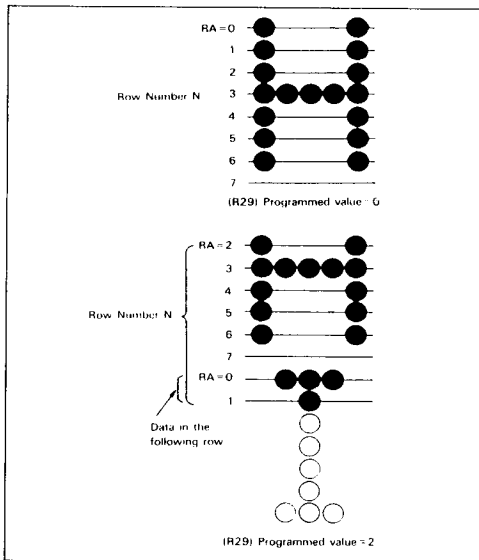 RA = 0
1
2
Row Number N 3
4
5
6
7
(R29) Programmed value = 0
RA = 2
3
4
Row Number N 5
6
7
RA = 0
1
Data in the
following row
(R29) Programmed value = 2